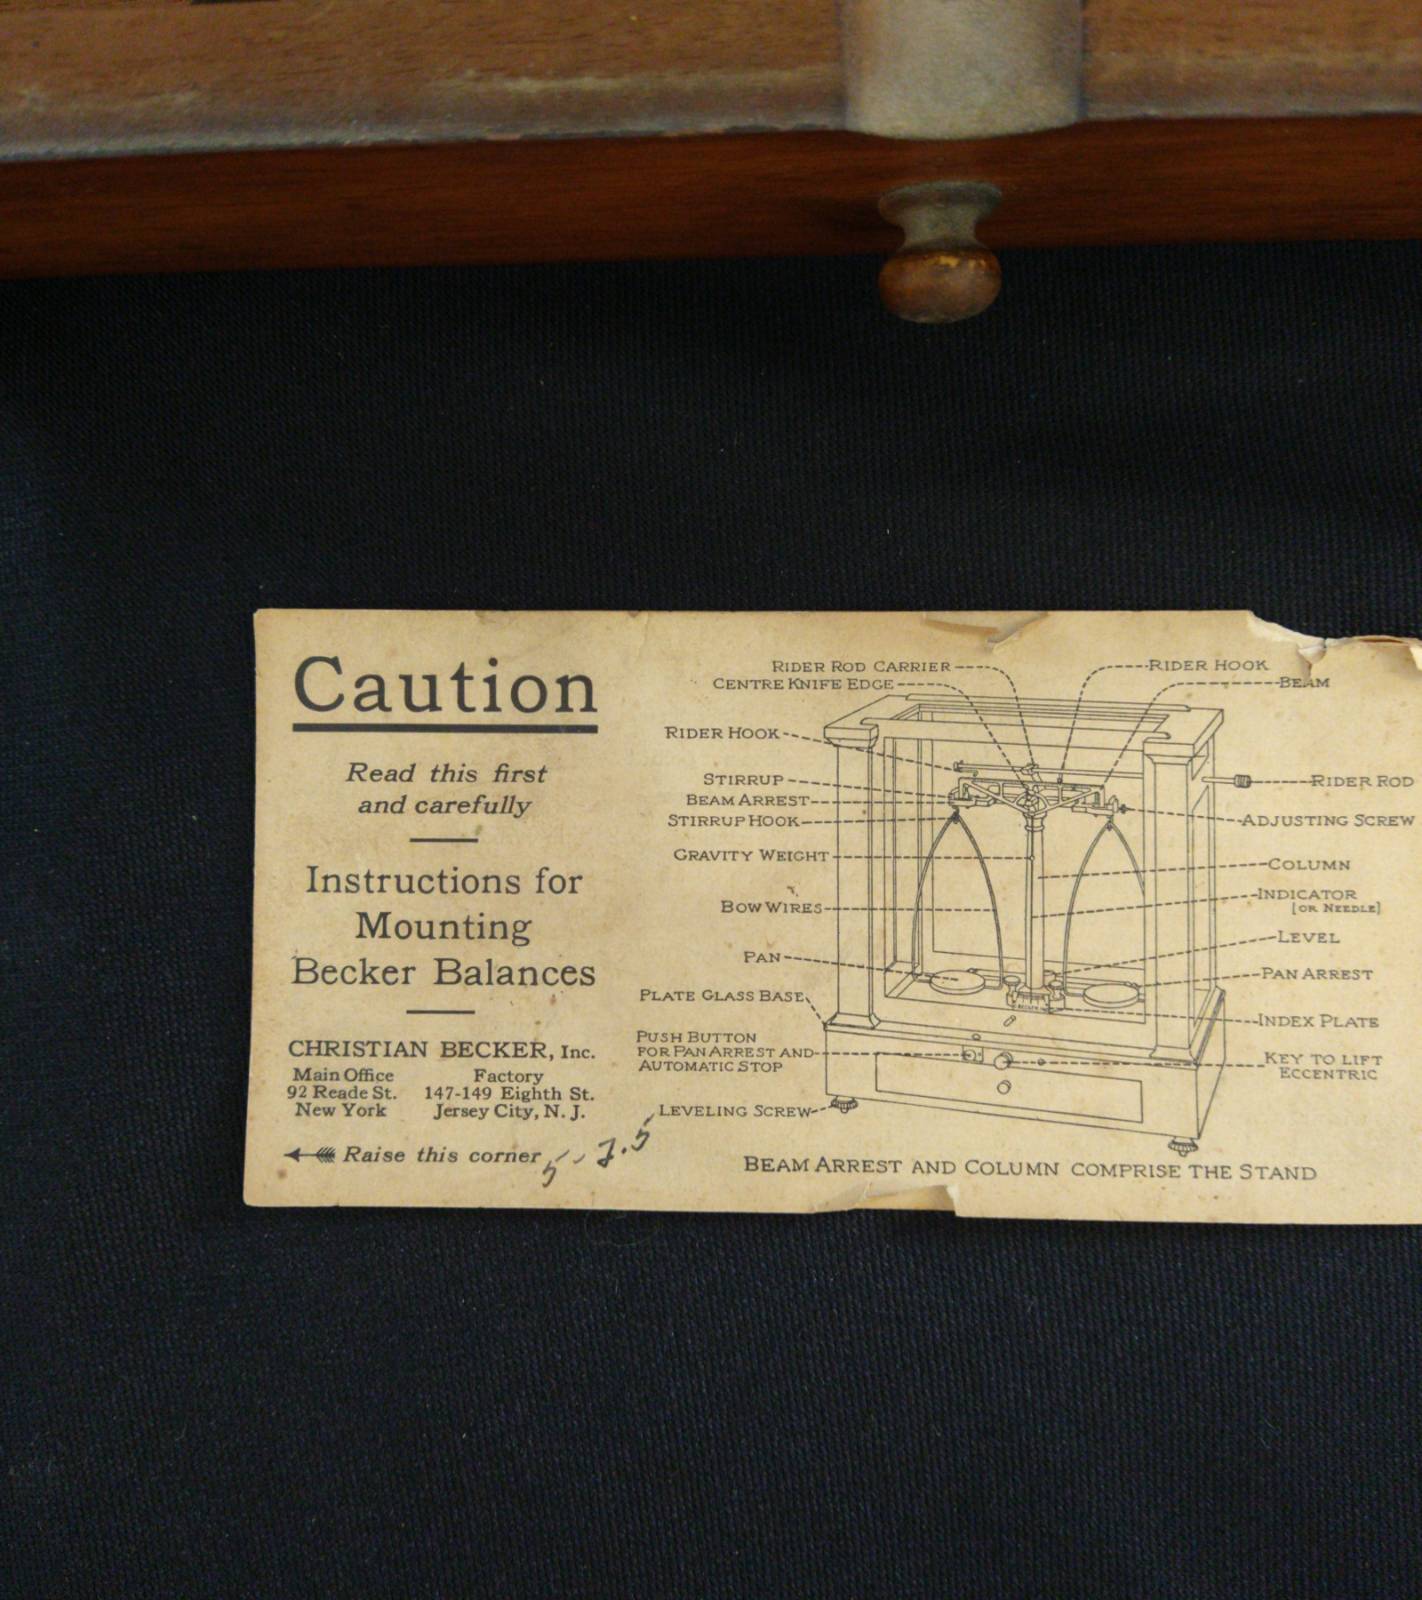 Caution
Read this first
and carefully
Instructions for
Mounting
Becker Balances
CHRISTIAN BECKER, Inc.
Main Office
92 Reade St.
New York
Factory
147-149 Eighth St.
Jersey City, N. J.
Raise this corner
RIDER ROD CARRIER
CENTRE KNIFE EDGE
RIDER HOOK
STIRRUP
BEAM ARREST
STIRRUP HOOK
GRAVITY WEIGHT
BOW WIRES
PAN
PLATE GLASS BASE
PUSH BUTTON
FOR PAN ARREST AND
AUTOMATIC STOP
LEVELING SCREW
RIDER HOOK
BEAM
RIDER ROD
ADJUSTING SCREW
COLUMN
INDICATOR
[OR NEEDLE]
LEVEL
PAN ARREST
INDEX PLATE
KEY TO LIFT
ECCENTRIC
BEAM ARREST AND COLUMN COMPRISE THE STAND